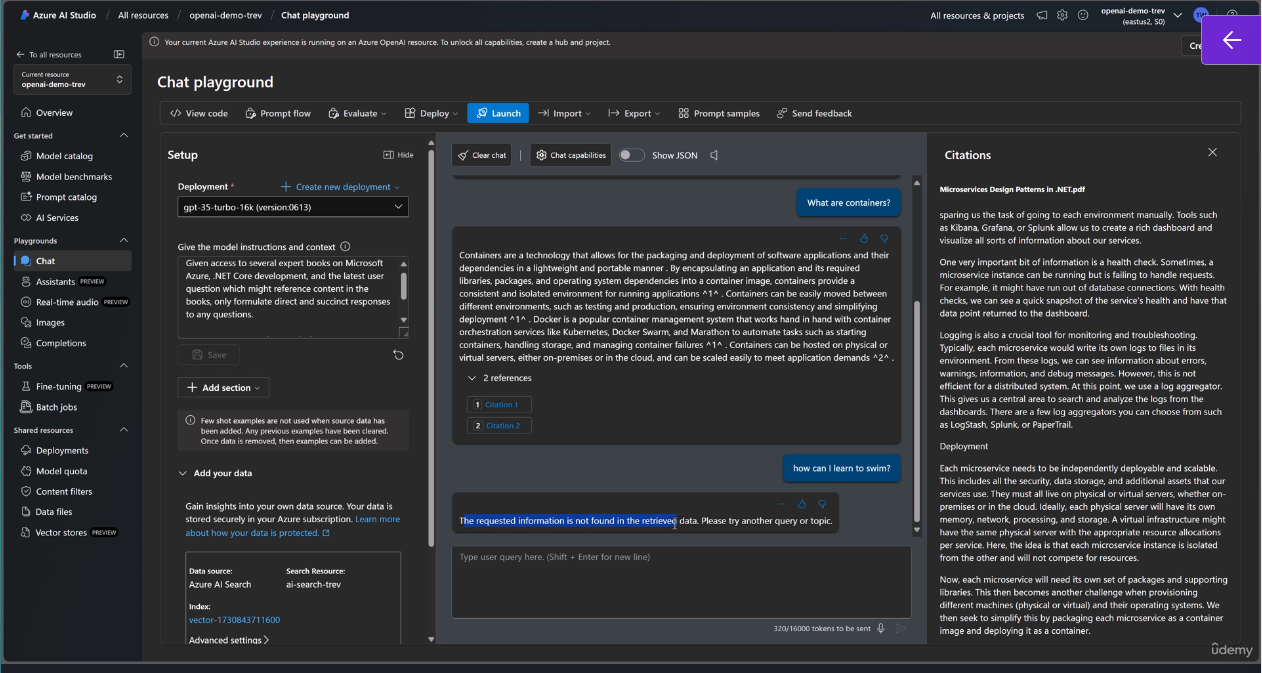 Azure AI Studio / All resources / openai-demo-trev / Chat playground
All resources & projects
openai-demo-trev
(eastus2, S0)
TW
Your current Azure AI Studio experience is running on an Azure OpenAI resource. To unlock all capabilities, create a hub and project.
Cre
To all resources
Current resource
openai-demo-trev
Overview
Get started
Model catalog
Model benchmarks
Prompt catalog
AI Services
Playgrounds
Chat
Assistants PREVIEW
Real-time audio PREVIEW
Images
Completions
Tools
Fine-tuning PREVIEW
Batch jobs
Shared resources
Deployments
Model quota
Content filters
Data files
Vector stores PREVIEW
Chat playground
View code
Prompt flow
Evaluate
Deploy
Launch
Import
Export
Prompt samples
Send feedback
Setup
Hide
Deployment *
Create new deployment
gpt-35-turbo-16k (version:0613)
Give the model instructions and context
Given access to several expert books on Microsoft
Azure, .NET Core development, and the latest user
question which might reference content in the
books, only formulate direct and succinct responses
to any questions.
Save
Add section
Few shot examples are not used when source data has
been added. Any previous examples have been cleared.
Once data is removed, then examples can be added.
Add your data
Gain insights into your own data source. Your data is
stored securely in your Azure subscription. Learn more
about how your data is protected.
Data source:
Azure AI Search
Search Resource:
ai-search-trev
Index:
vector-1730843711600
Advanced settings
Clear chat
Chat capabilities
Show JSON
What are containers?
Containers are a technology that allows for the packaging and deployment of software applications and their
dependencies in a lightweight and portable manner . By encapsulating an application and its required
libraries, packages, and operating system dependencies into a container image, containers provide a
consistent and isolated environment for running applications ^1^ . Containers can be easily moved between
different environments, such as testing and production, ensuring environment consistency and simplifying
deployment ^1^ . Docker is a popular container management system that works hand in hand with container
orchestration services like Kubernetes, Docker Swarm, and Marathon to automate tasks such as starting
containers, handling storage, and managing container failures ^1^ . Containers can be hosted on physical or
virtual servers, either on-premises or in the cloud, and can be scaled easily to meet application demands ^2^ .
2 references
1 Citation 1
2 Citation 2
how can I learn to swim?
The requested information is not found in the retrieved data. Please try another query or topic.
Type user query here. (Shift + Enter for new line)
320/16000 tokens to be sent
Citations
Microservices Design Patterns in .NET.pdf
sparing us the task of going to each environment manually. Tools such
as Kibana, Grafana, or Splunk allow us to create a rich dashboard and
visualize all sorts of information about our services.
One very important bit of information is a health check. Sometimes, a
microservice instance can be running but is failing to handle requests.
For example, it might have run out of database connections. With health
checks, we can see a quick snapshot of the service's health and have that
data point returned to the dashboard.
Logging is also a crucial tool for monitoring and troubleshooting.
Typically, each microservice would write its own logs to files in its
environment. From these logs, we can see information about errors,
warnings, information, and debug messages. However, this is not
efficient for a distributed system. At this point, we use a log aggregator.
This gives us a central area to search and analyze the logs from the
dashboards. There are a few log aggregators you can choose from such
as LogStash, Splunk, or PaperTrail.
Deployment
Each microservice needs to be independently deployable and scalable.
This includes all the security, data storage, and additional assets that our
services use. They must all live on physical or virtual servers, whether on-
premises or in the cloud. Ideally, each physical server will have its own
memory, network, processing, and storage. A virtual infrastructure might
have the same physical server with the appropriate resource allocations
per service. Here, the idea is that each microservice instance is isolated
from the other and will not compete for resources.
Now, each microservice will need its own set of packages and supporting
libraries. This then becomes another challenge when provisioning
different machines (physical or virtual) and their operating systems. We
then seek to simplify this by packaging each microservice as a container
image and deploying it as a container.
ûdemy